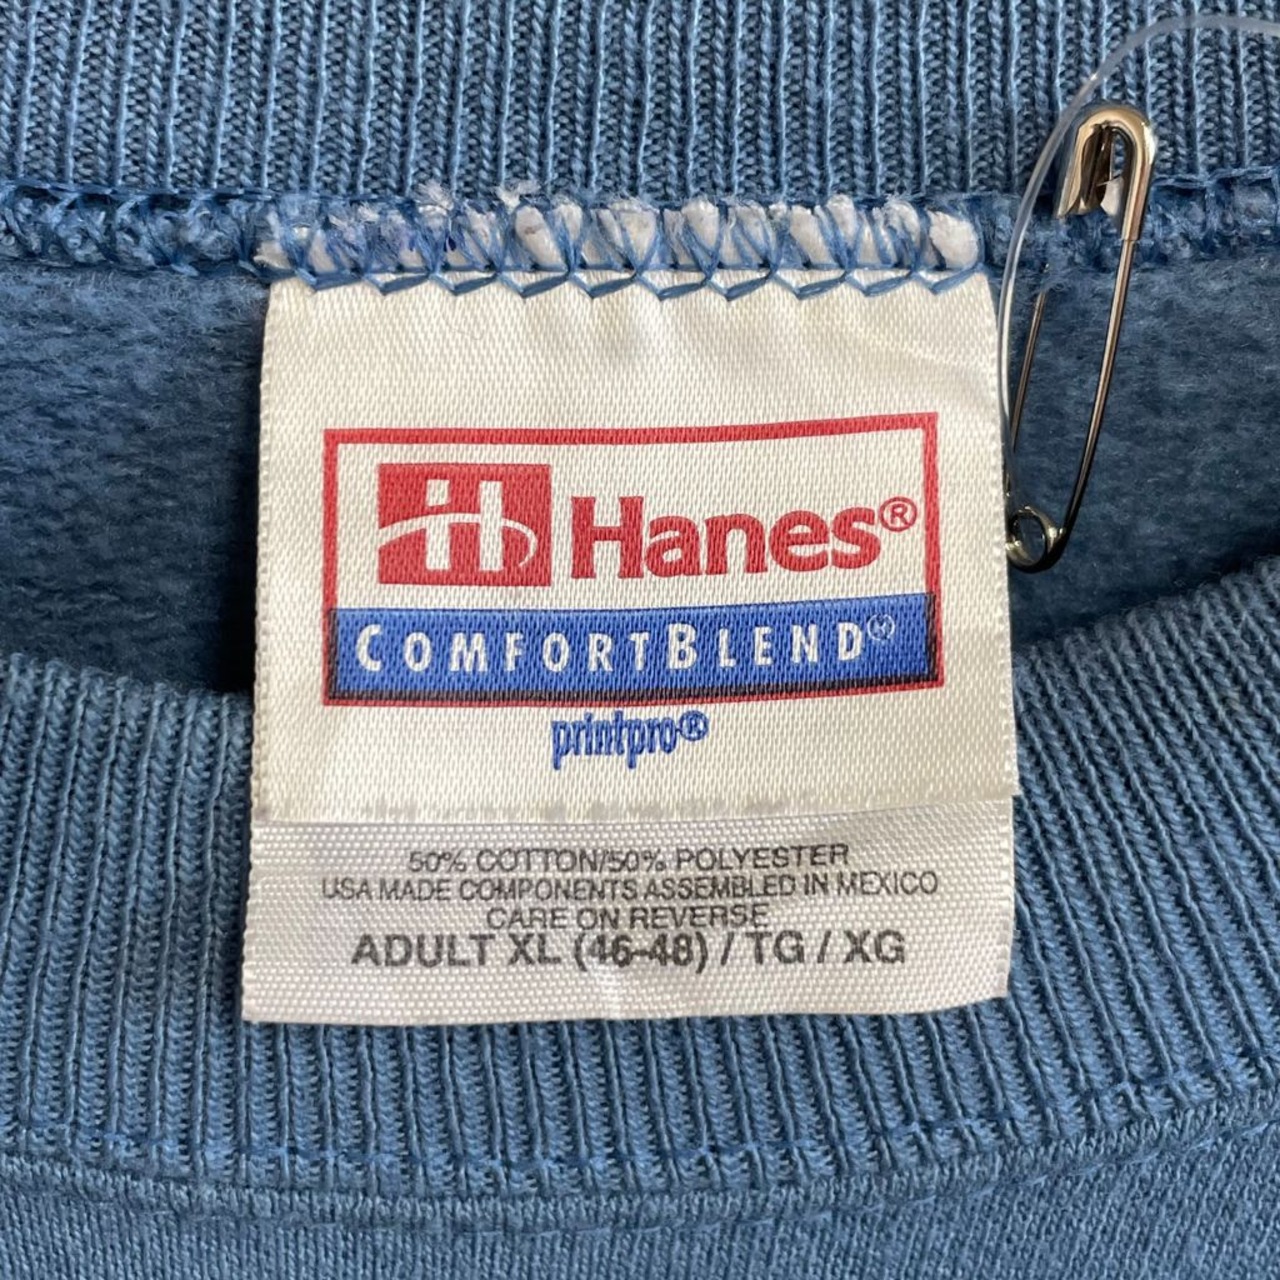 Hanes®
COMFORTBLEND
printpro®
50% COTTON/50% POLYESTER
USA MADE COMPONENTS ASSEMBLED IN MEXICO
CARE ON REVERSE
ADULT XL (46-48) / TG / XG